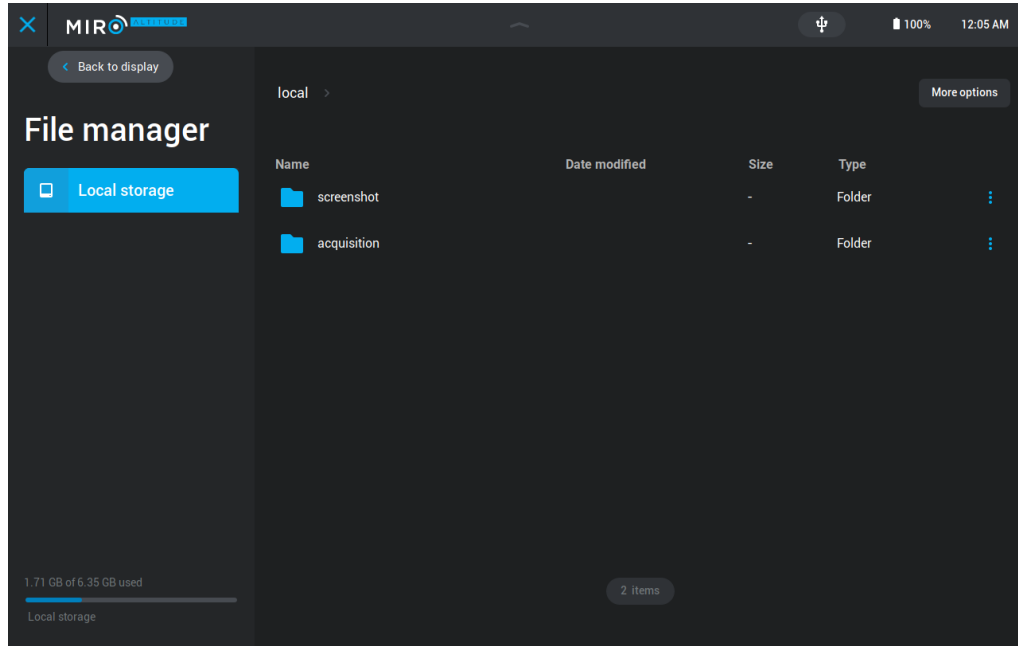 MIRO ALTITUDE
100%
12:05 AM
Back to display
File manager
Local storage
local >
More options
Name Date modified Size Type
screenshot - Folder
acquisition - Folder
1.71 GB of 6.35 GB used
Local storage
2 items